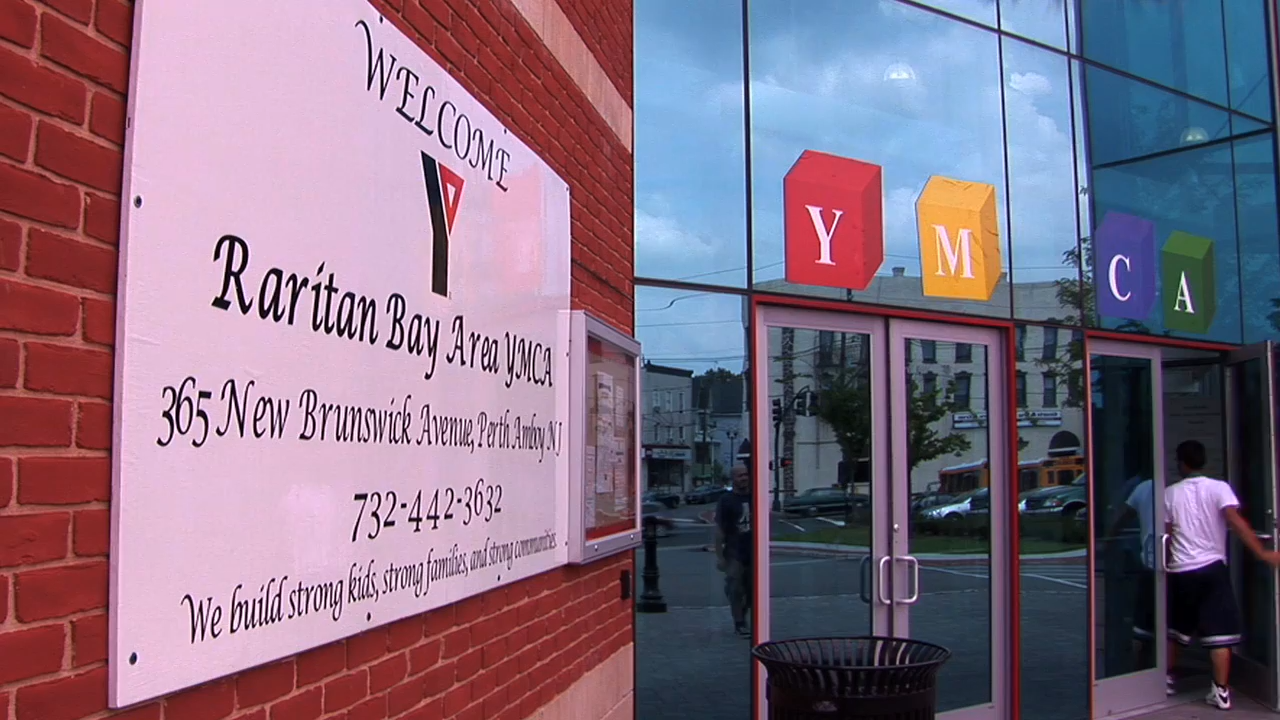 WELCOME
Y
Raritan Bay Area YMCA
365 New Brunswick Avenue, Perth Amboy NJ
732-442-3632
We build strong kids, strong families, and strong communities.
Y M C A